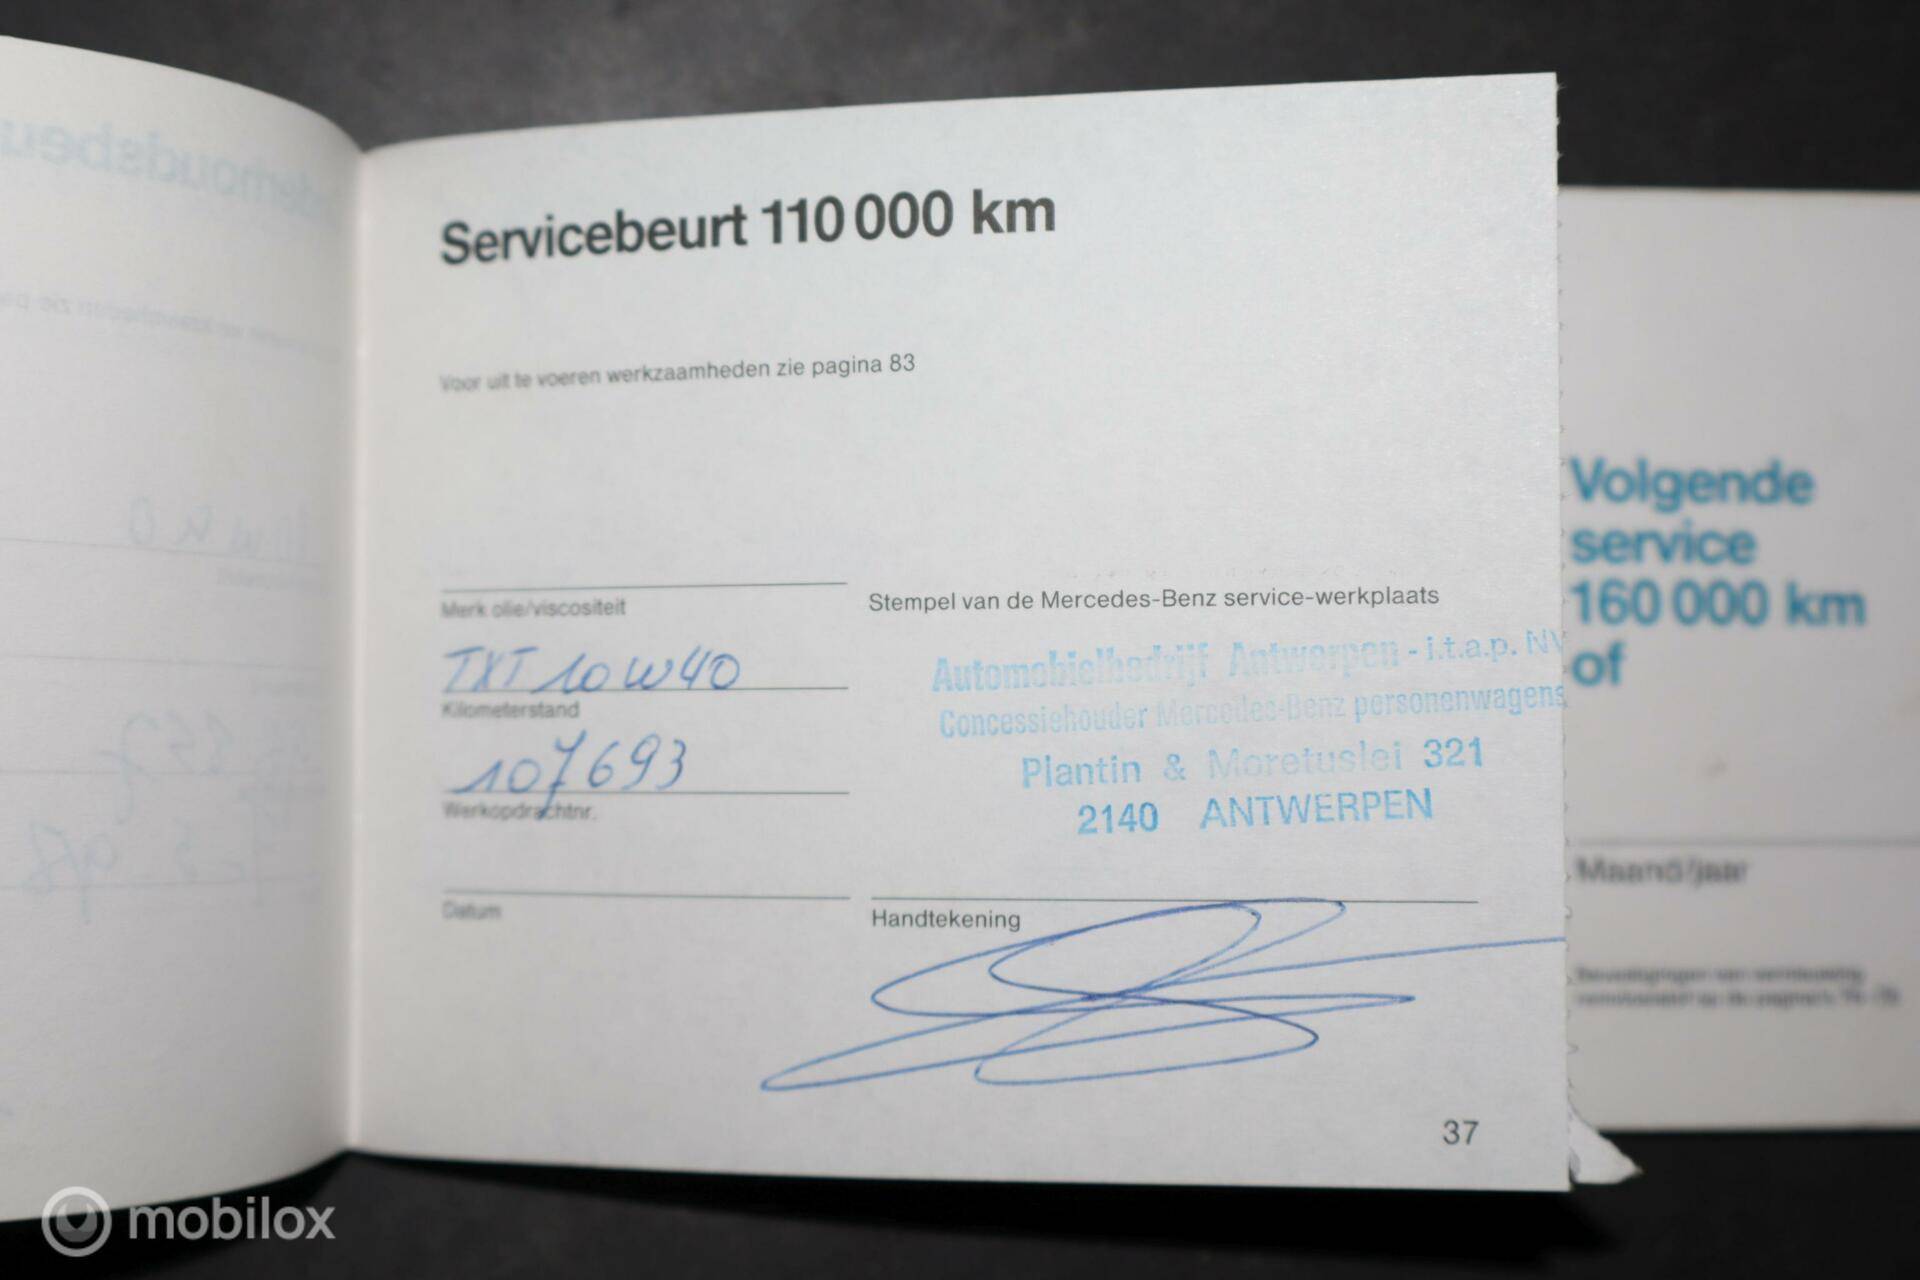 Servicebeurt 110 000 km
Voor uit te voeren werkzaamheden zie pagina 83
Merk olie/viscositeit
TXT 10W40
Kilometerstand
107693
Werkopdrachtnr.
Datum
Stempel van de Mercedes-Benz service-werkplaats
Automobielbedrijf Antwerpen - i.t.a.p. NV
Concessiehouder Mercedes-Benz personenwagens
Plantin & Moretuslei 321
2140 ANTWERPEN
Handtekening
37
Volgende
service
160 000 km
of
Maand/jaar
mobilox